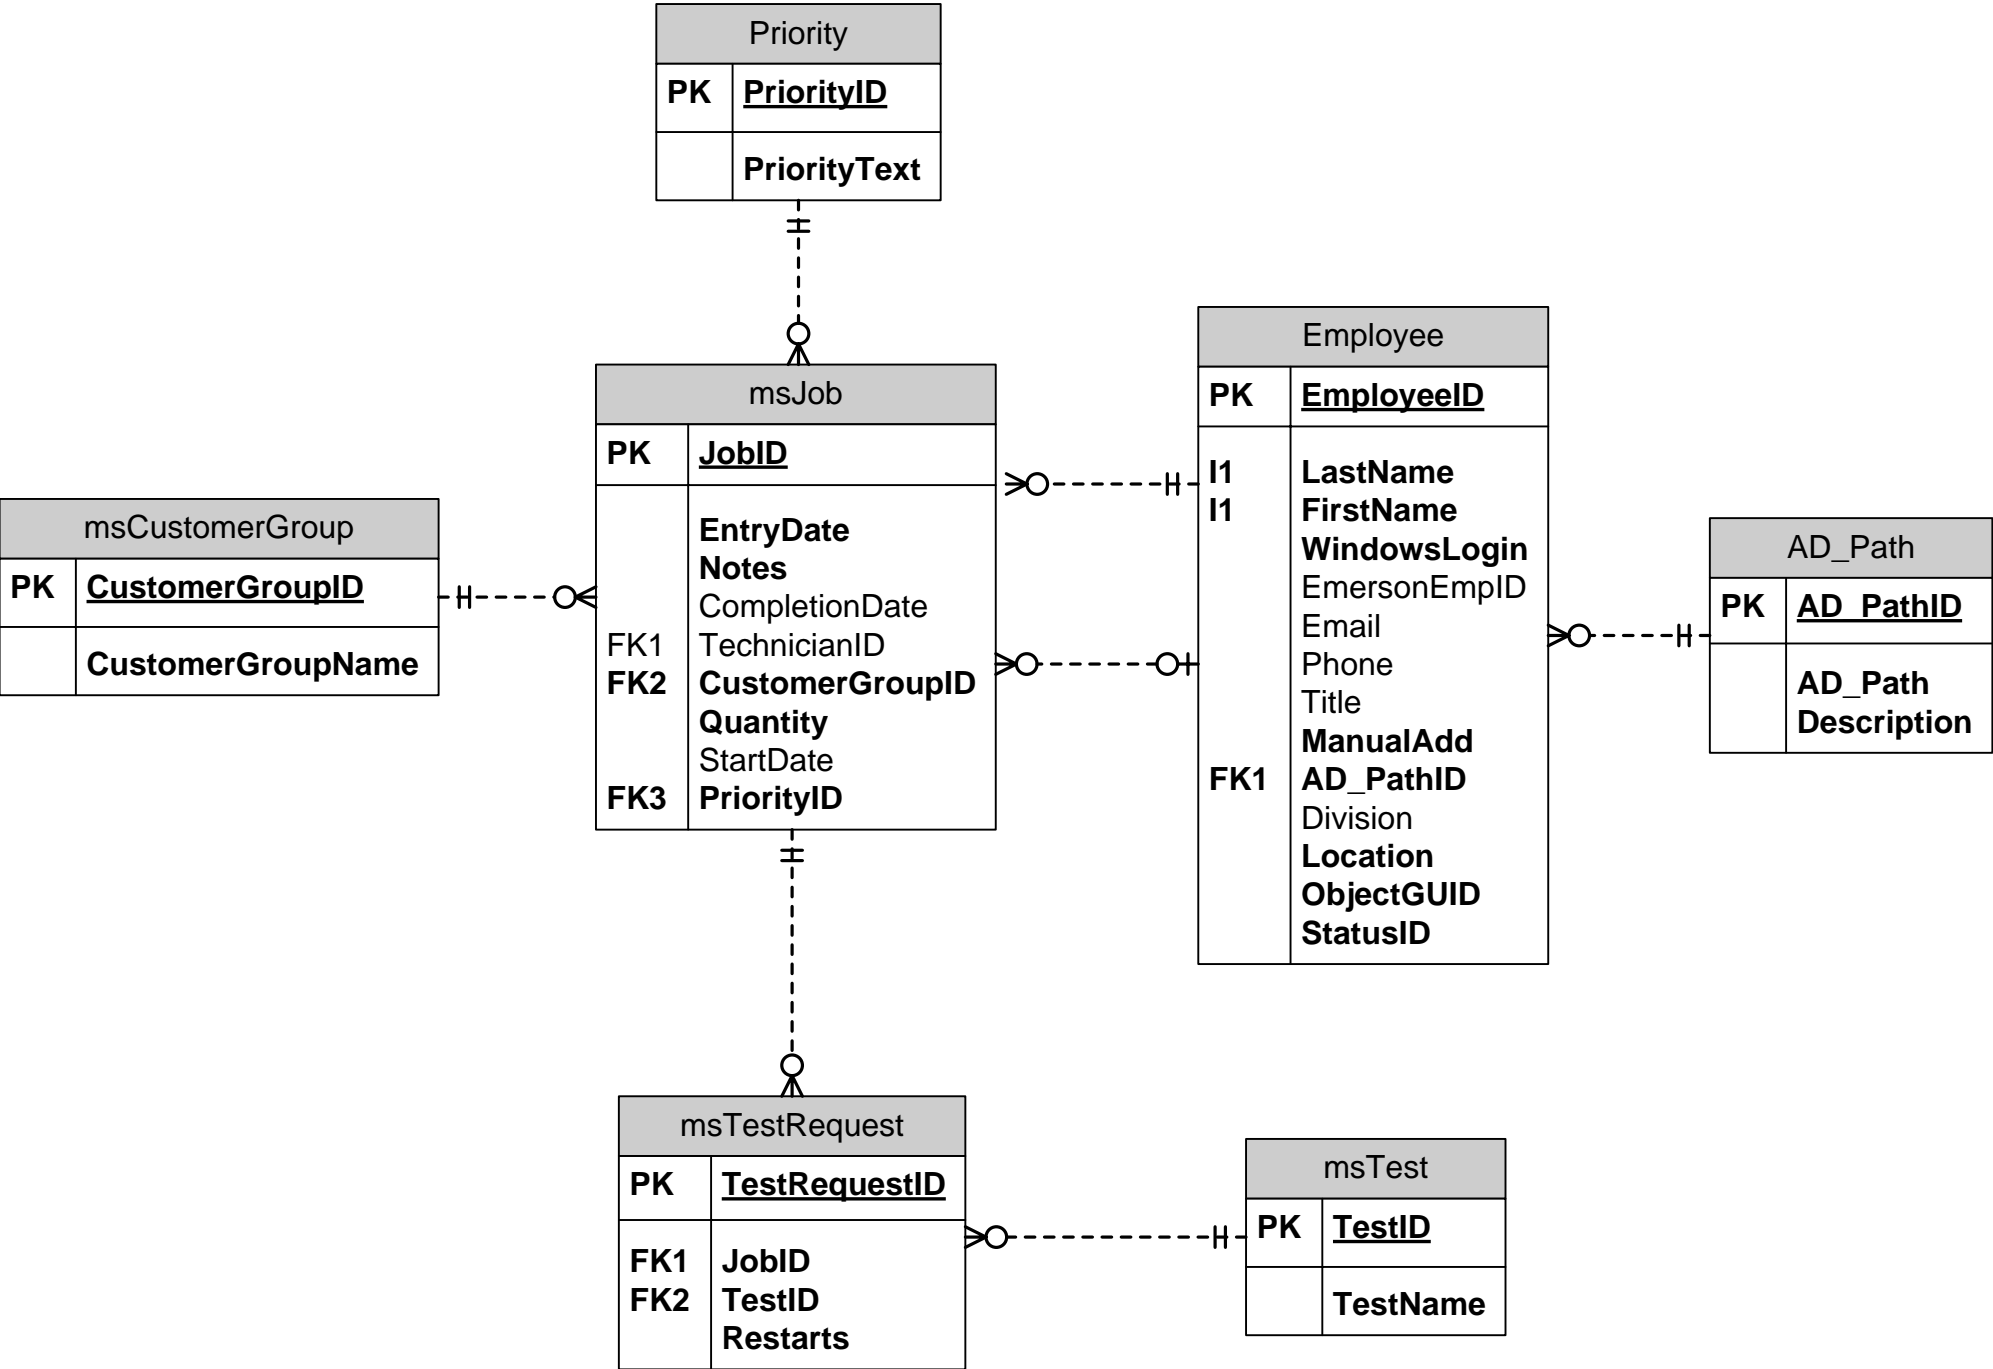 Priority
PK PriorityID
PriorityText
msJob
PK JobID
EntryDate
Notes
CompletionDate
FK1 TechnicianID
FK2 CustomerGroupID
Quantity
StartDate
FK3 PriorityID
Employee
PK EmployeeID
I1 LastName
I1 FirstName
WindowsLogin
EmersonEmpID
Email
Phone
Title
ManualAdd
FK1 AD_PathID
Division
Location
ObjectGUID
StatusID
msCustomerGroup
PK CustomerGroupID
CustomerGroupName
AD_Path
PK AD_PathID
AD_Path
Description
msTestRequest
PK TestRequestID
FK1 JobID
FK2 TestID
Restarts
msTest
PK TestID
TestName